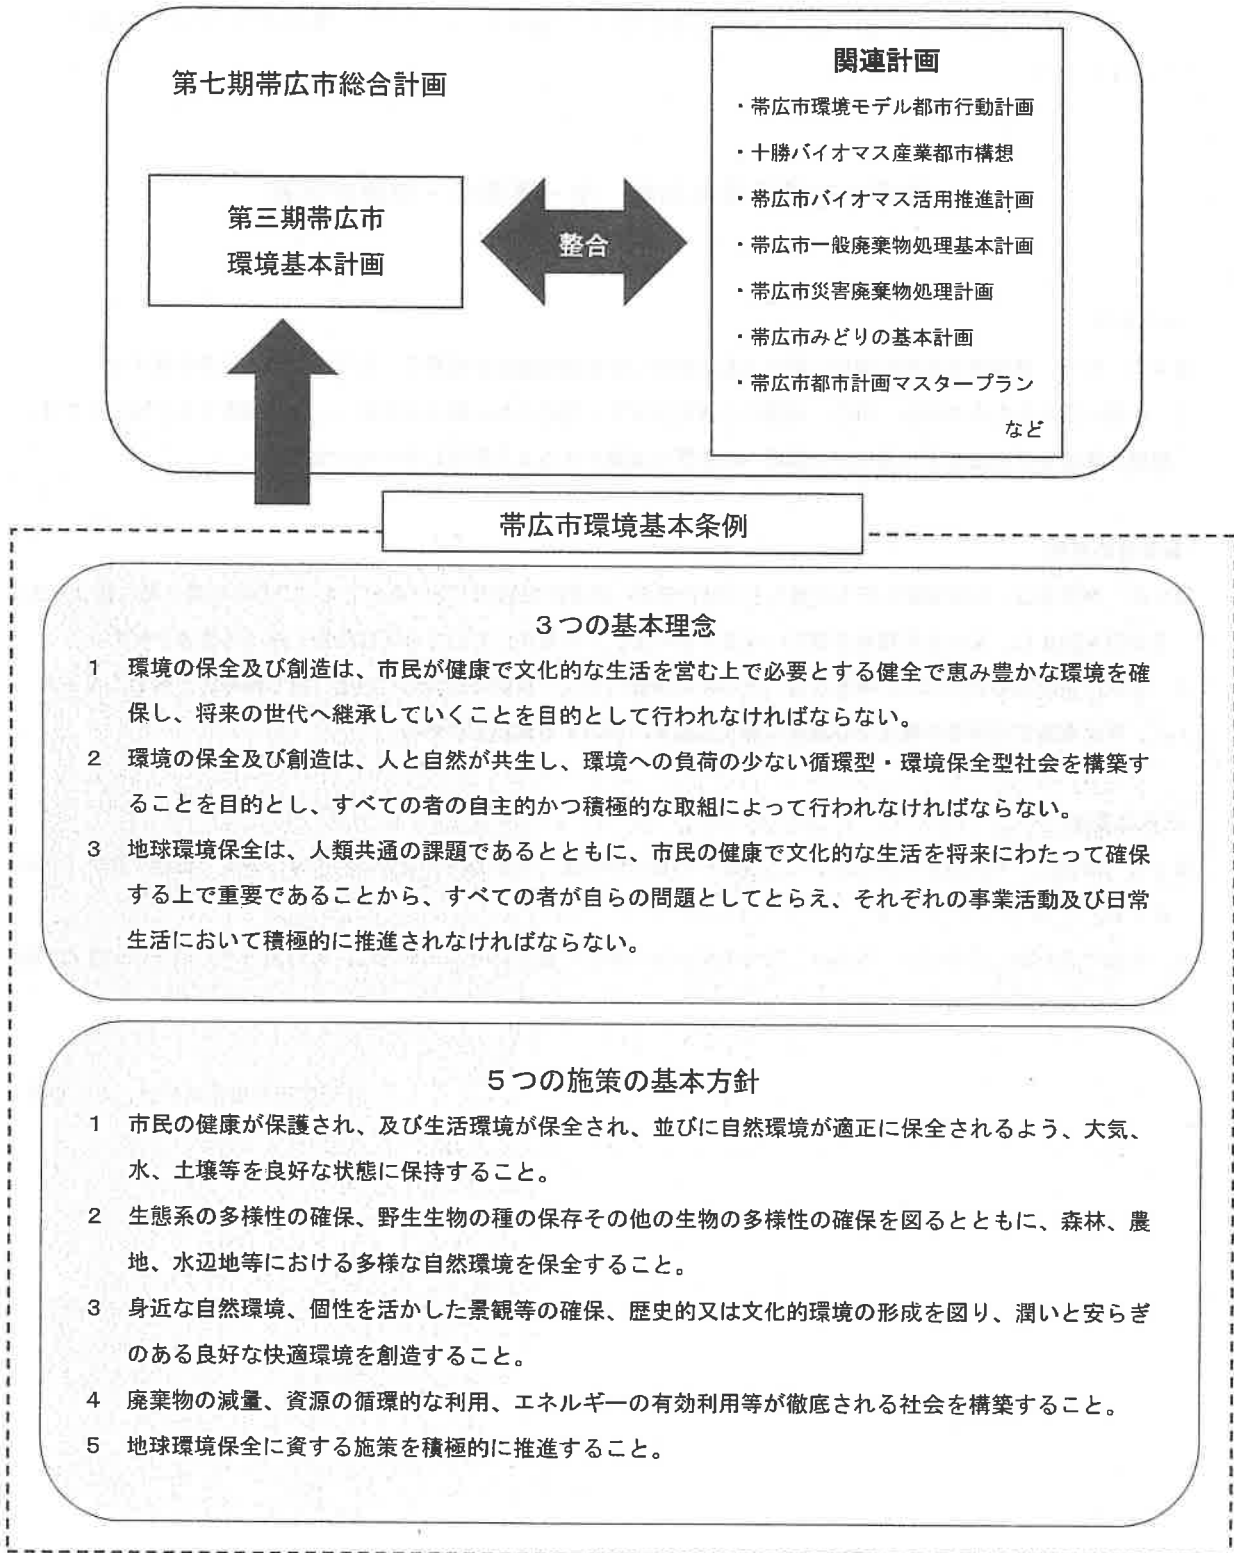 第七期帯広市総合計画
第三期帯広市
環境基本計画
整合
関連計画
・帯広市環境モデル都市行動計画
・十勝バイオマス産業都市構想
・帯広市バイオマス活用推進計画
・帯広市一般廃棄物処理基本計画
・帯広市災害廃棄物処理計画
・帯広市みどりの基本計画
・帯広市都市計画マスタープラン
など
帯広市環境基本条例
3つの基本理念
1 環境の保全及び創造は、市民が健康で文化的な生活を営む上で必要とする健全で恵み豊かな環境を確
保し、将来の世代へ継承していくことを目的として行われなければならない。
2 環境の保全及び創造は、人と自然が共生し、環境への負荷の少ない循環型・環境保全型社会を構築す
ることを目的とし、すべての者の自主的かつ積極的な取組によって行われなければならない。
3 地球環境保全は、人類共通の課題であるとともに、市民の健康で文化的な生活を将来にわたって確保
する上で重要であることから、すべての者が自らの問題としてとらえ、それぞれの事業活動及び日常
生活において積極的に推進されなければならない。
5つの施策の基本方針
1 市民の健康が保護され、及び生活環境が保全され、並びに自然環境が適正に保全されるよう、大気、
水、土壌等を良好な状態に保持すること。
2 生態系の多様性の確保、野生生物の種の保存その他の生物の多様性の確保を図るとともに、森林、農
地、水辺地等における多様な自然環境を保全すること。
3 身近な自然環境、個性を活かした景観等の確保、歴史的又は文化的環境の形成を図り、潤いと安らぎ
のある良好な快適環境を創造すること。
4 廃棄物の減量、資源の循環的な利用、エネルギーの有効利用等が徹底される社会を構築すること。
5 地球環境保全に資する施策を積極的に推進すること。